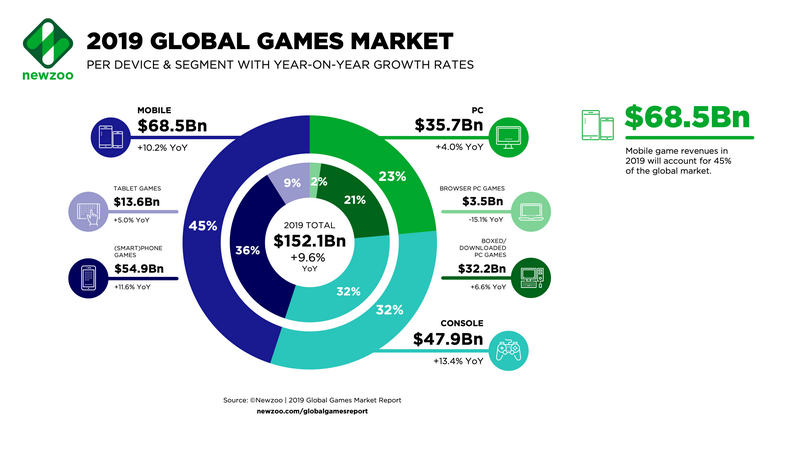 newzoo
2019 GLOBAL GAMES MARKET
PER DEVICE & SEGMENT WITH YEAR-ON-YEAR GROWTH RATES
MOBILE
$68.5Bn
+10.2% YoY
TABLET GAMES
$13.6Bn
+5.0% YoY
(SMART)PHONE
GAMES
$54.9Bn
+11.6% YoY
45%
36%
9%
2%
21%
23%
32%
32%
2019 TOTAL
$152.1Bn
+9.6%
YoY
PC
$35.7Bn
+4.0% YoY
BROWSER PC GAMES
$3.5Bn
-15.1% YoY
BOXED/
DOWNLOADED
PC GAMES
$32.2Bn
+6.6% YoY
CONSOLE
$47.9Bn
+13.4% YoY
$68.5Bn
Mobile game revenues in
2019 will account for 45%
of the global market.
Source: ©Newzoo | 2019 Global Games Market Report
newzoo.com/globalgamesreport